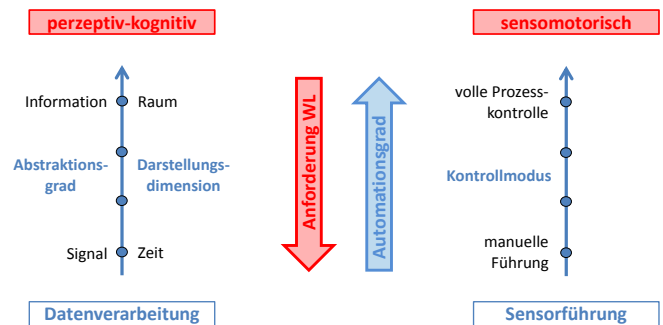 perzeptiv-kognitiv
sensomotorisch
Information
Raum
Abstraktions-
grad
Darstellungs-
dimension
Signal
Zeit
Anforderung WL
Automationsgrad
volle Prozess-
kontrolle
Kontrollmodus
manuelle
Führung
Datenverarbeitung
Sensorführung